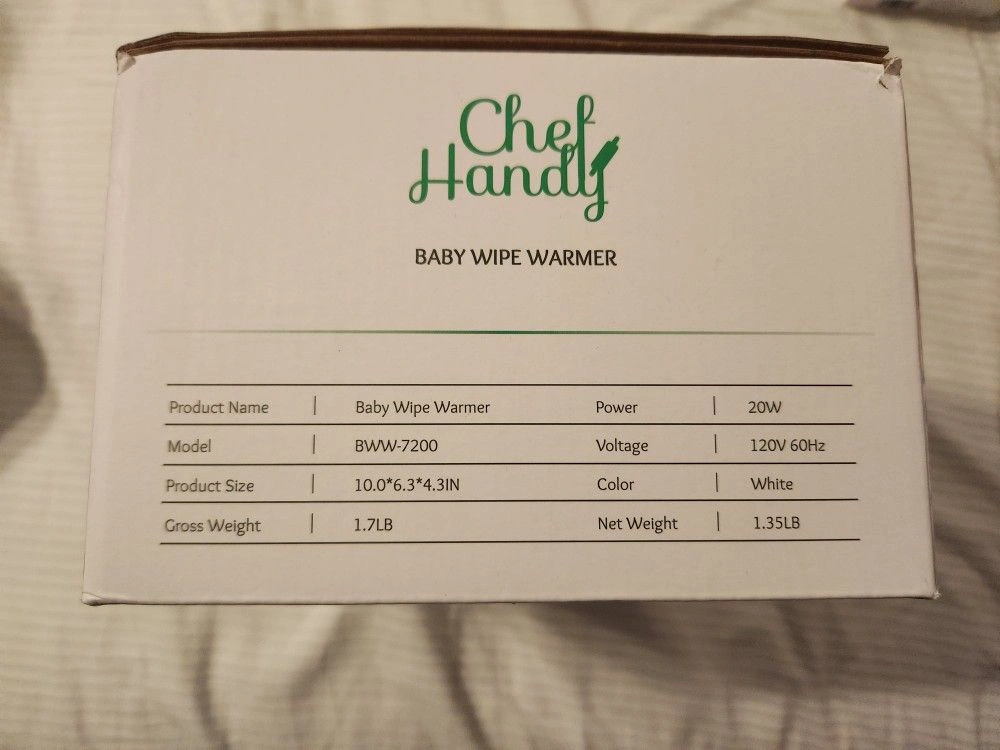 Chef
Handy
BABY WIPE WARMER
Product Name | Baby Wipe Warmer Power | 20W
Model | BWW-7200 Voltage | 120V 60Hz
Product Size | 10.0*6.3*4.3IN Color | White
Gross Weight | 1.7LB Net Weight | 1.35LB